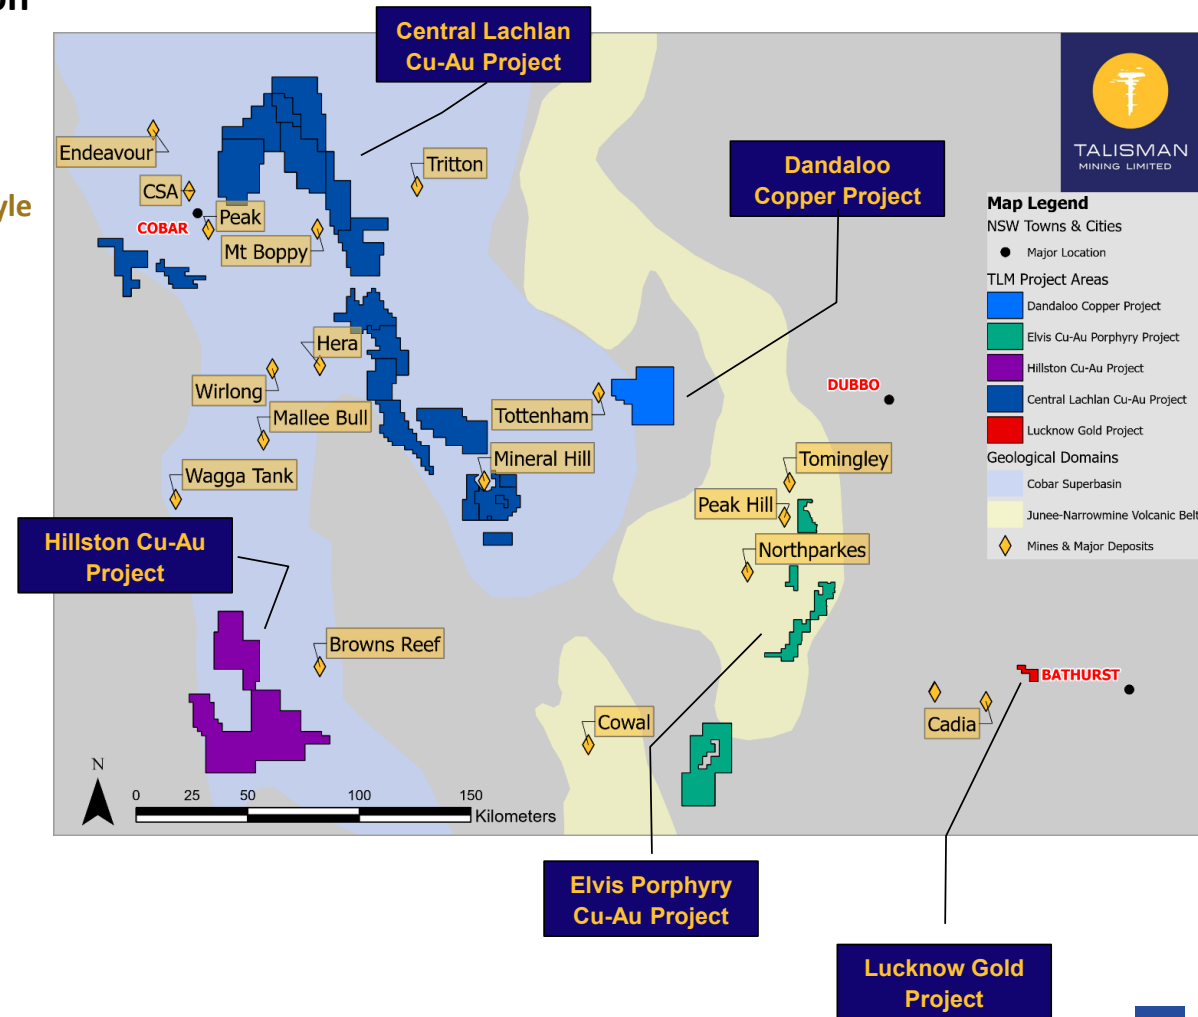 Central Lachlan
Cu-Au Project
TALISMAN
MINING LIMITED
Endeavour
Tritton
Dandaloo
Copper Project
CSA
yle
Peak
COBAR
Mt Boppy
Map Legend
NSW Towns & Cities
Major Location
TLM Project Areas
Dandaloo Copper Project
Elvis Cu-Au Porphyry Project
Hillston Cu-Au Project
Central Lachlan Cu-Au Project
Lucknow Gold Project
Geological Domains
Cobar Superbasin
Junee-Narrowmine Volcanic Belt
Mines & Major Deposits
Hera
Wirlong
DUBBO
Mallee Bull
Tottenham
Mineral Hill
Wagga Tank
Tomingley
Peak Hill
Northparkes
Hillston Cu-Au
Project
Browns Reef
BATHURST
Cowal
Cadia
N
0 25 50 100 150
Kilometers
Elvis Porphyry
Cu-Au Project
Lucknow Gold
Project